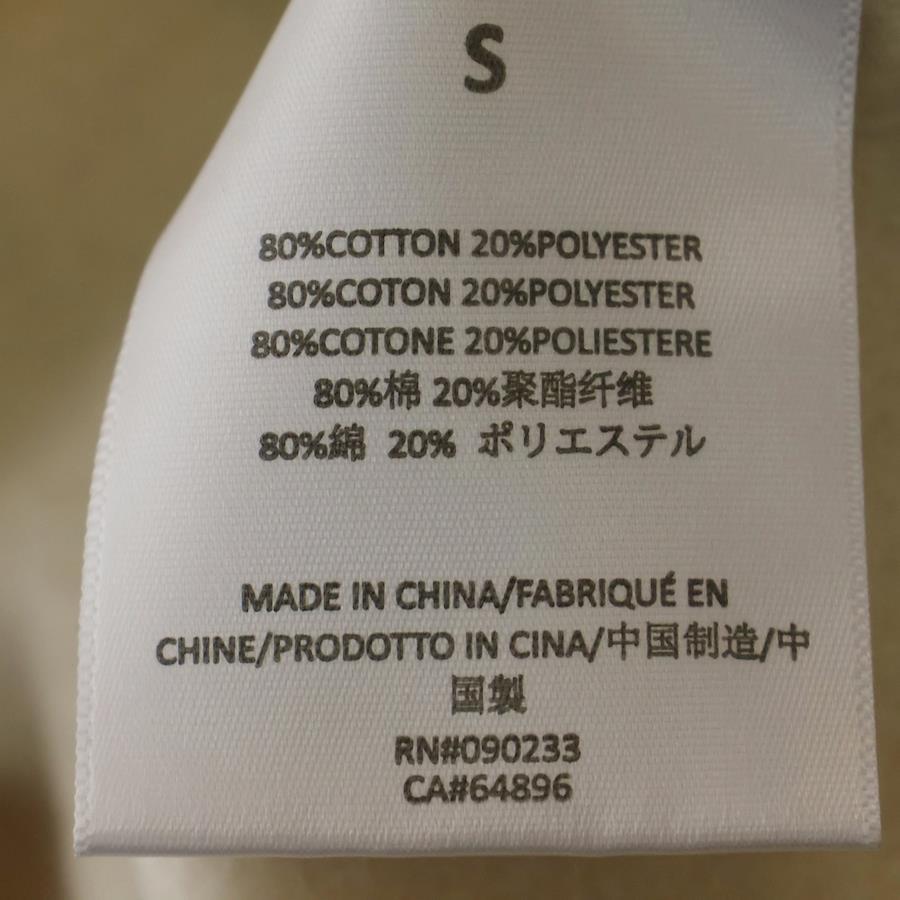 S
80%COTTON 20%POLYESTER
80%COTON 20%POLYESTER
80%COTONE 20%POLIESTERE
80%棉 20%聚酯纤维
80%綿 20% ポリエステル
MADE IN CHINA/FABRIQUÉ EN
CHINE/PRODOTTO IN CINA/中国制造/中
国製
RN#090233
CA#64896